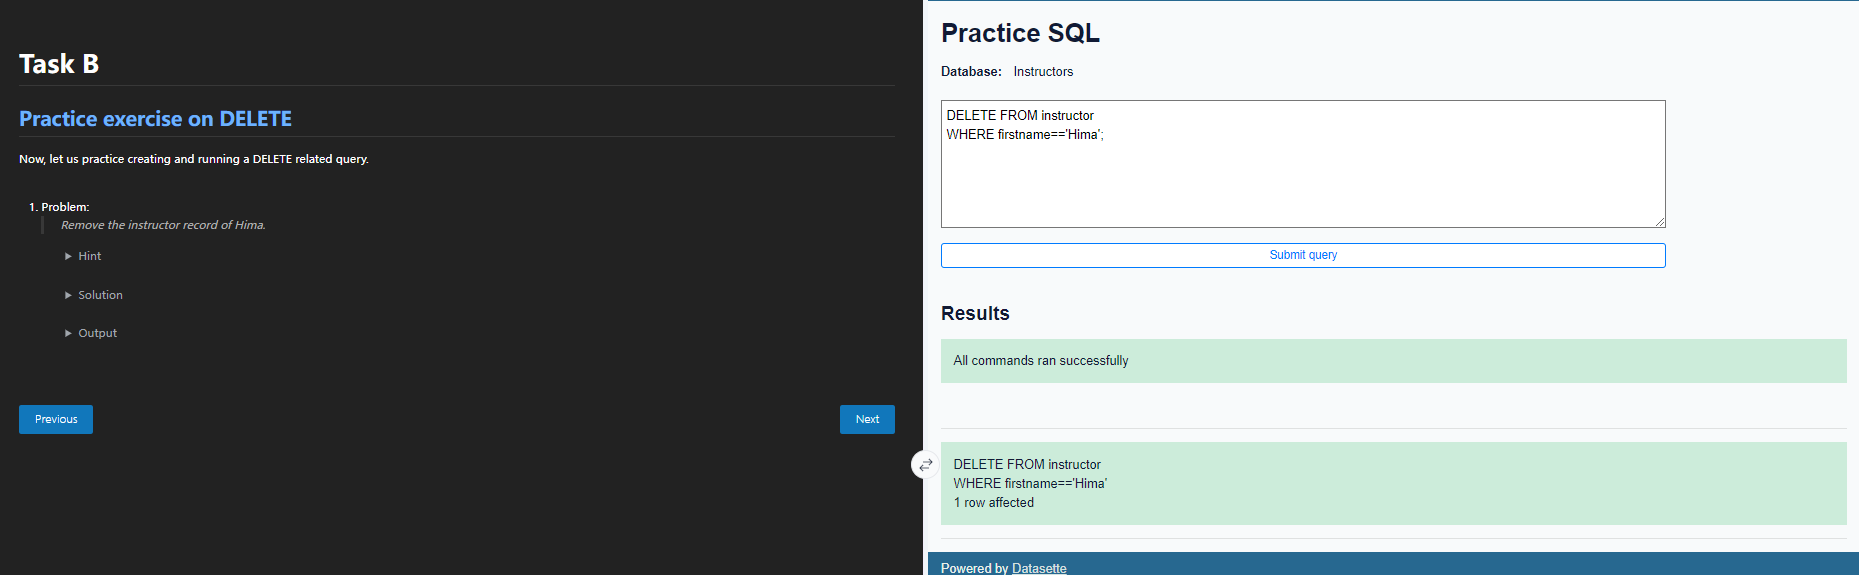 Task B
Practice exercise on DELETE
Now, let us practice creating and running a DELETE related query.
1. Problem:
Remove the instructor record of Hima.
Hint
Solution
Output
Previous
Next
Practice SQL
Database: Instructors
DELETE FROM instructor
WHERE firstname=='Hima';
Submit query
Results
All commands ran successfully
DELETE FROM instructor
WHERE firstname=='Hima'
1 row affected
Powered by Datasette